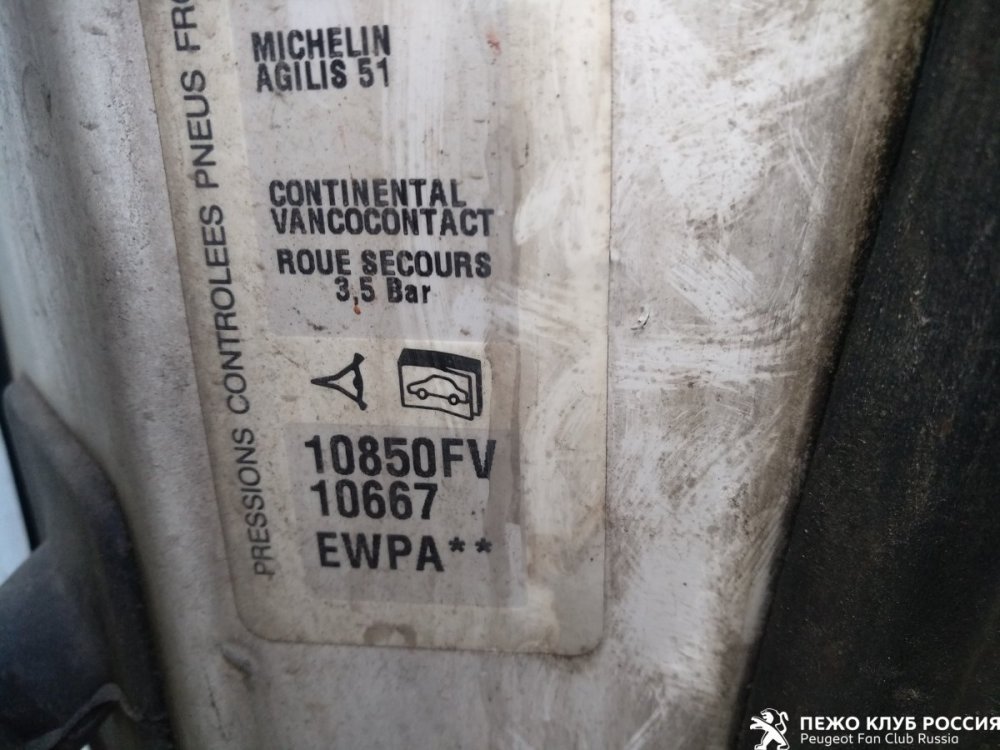 PRESSIONS CONTROLEES PNEUS
MICHELIN
AGILIS 51
CONTINENTAL
VANCOCONTACT
ROUE SECOURS
3,5 Bar
10850FV
10667
EWPA**
ПЕЖО КЛУБ РОССИЯ
Peugeot Fan Club Russia